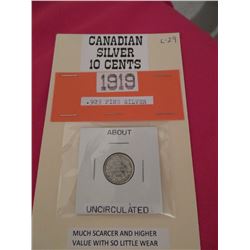 CANADIAN
SILVER
10 CENTS
C-29
1919
.925 FINE SILVER
ABOUT
UNCIRCULATED
MUCH SCARCER AND HIGHER
VALUE WITH SO LITTLE WEAR